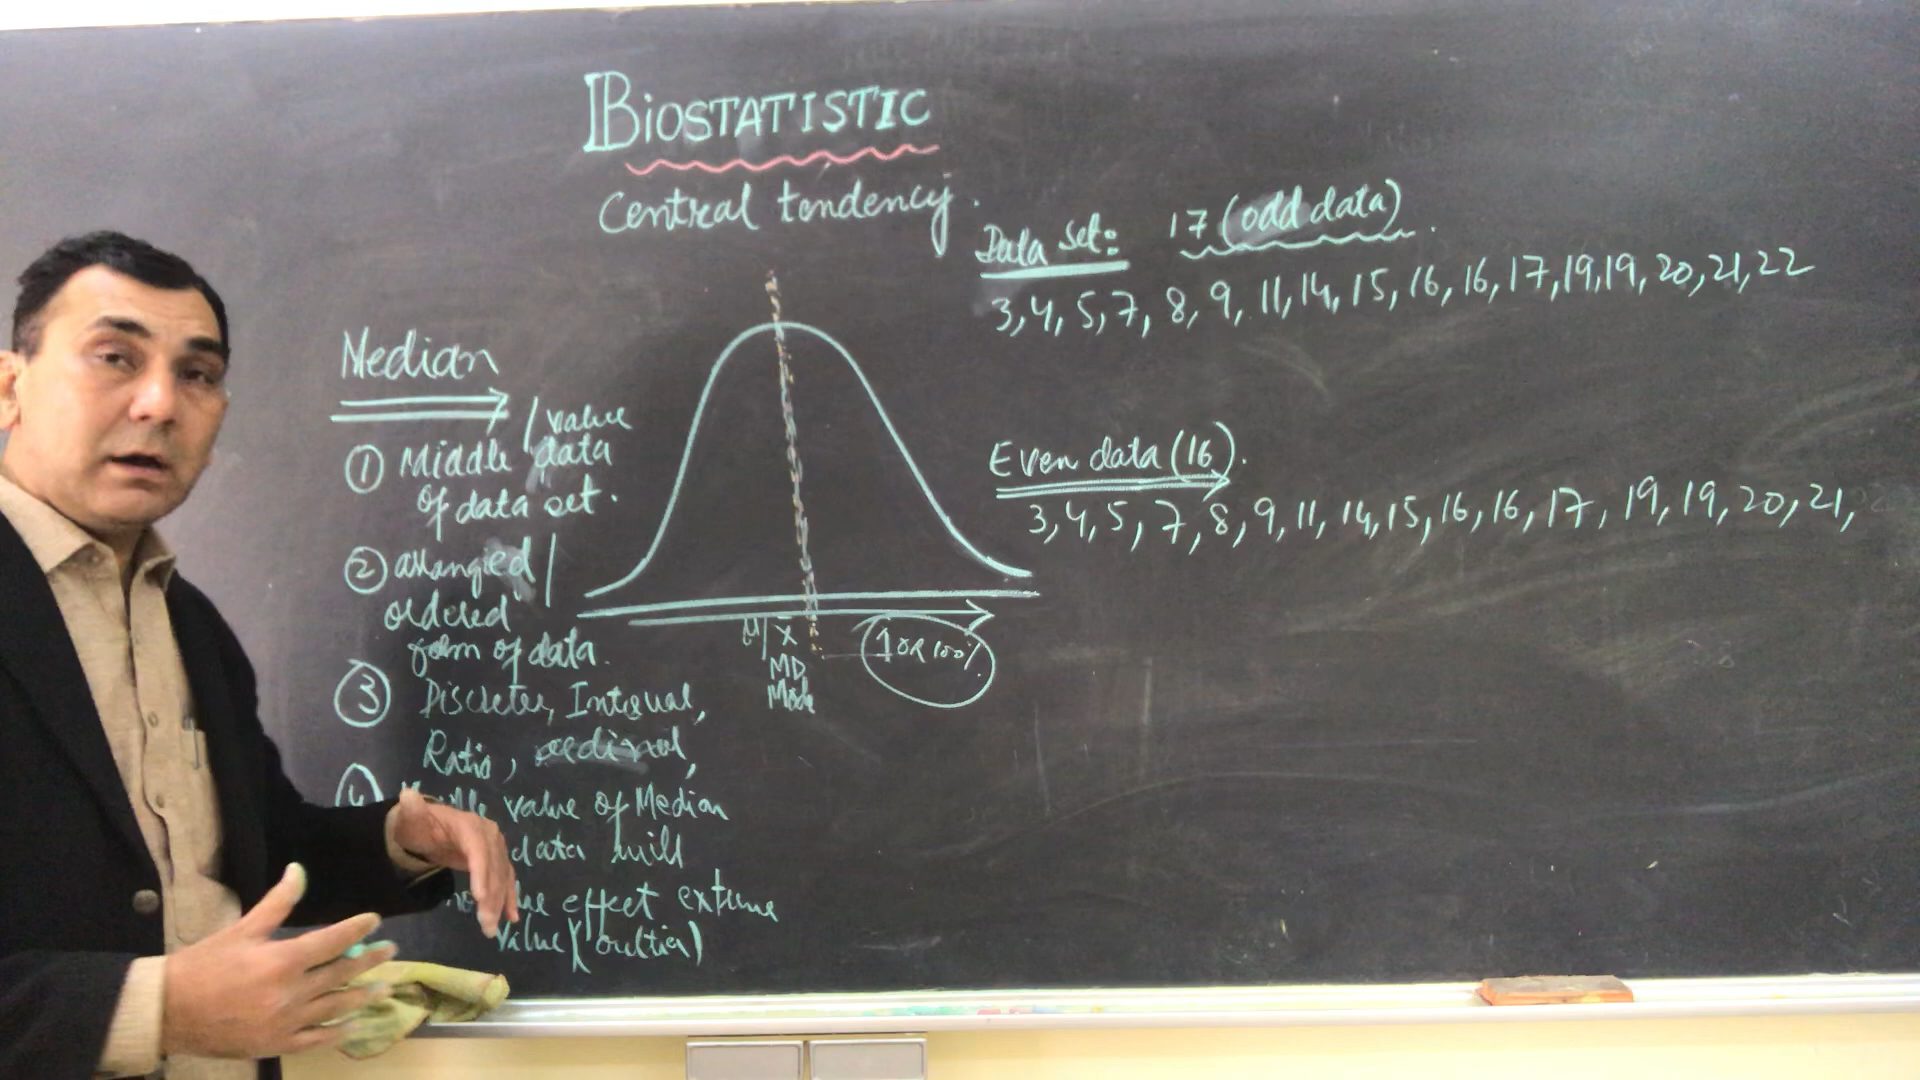 BIOSTATISTIC
Central tendency.
Median
① Middle / value
data
of data set.
② arrangied /
ordered
form of data.
③ Discrete, Interval,
Ratio,
④ value of Median
data will
effect extreme
value (outlier)
μ/x̄
MD
Mode
1 OR 100%
Data set: 17 (odd data).
3, 4, 5, 7, 8, 9, 11, 14, 15, 16, 16, 17, 19, 19, 20, 21, 22
Even data (16).
3, 4, 5, 7, 8, 9, 11, 14, 15, 16, 16, 17, 19, 19, 20, 21,